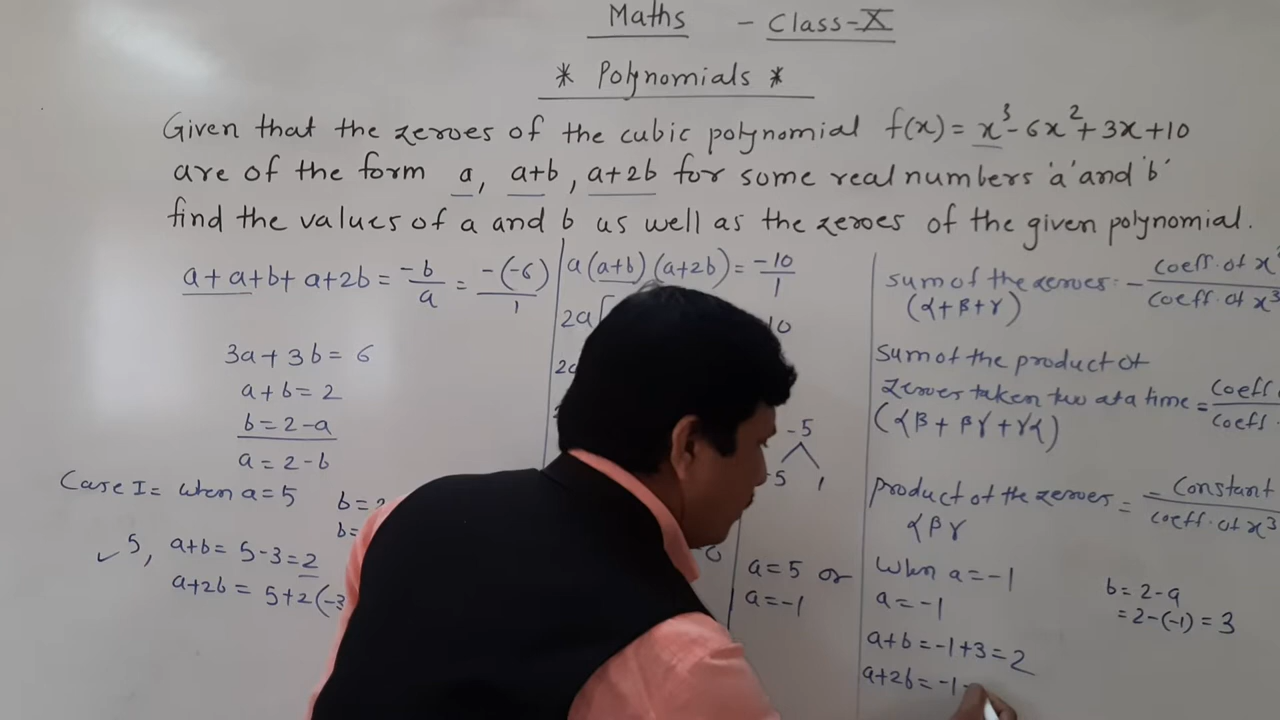 Maths - Class-X
* Polynomials *
Given that the zeroes of the cubic polynomial f(x) = x³ - 6x² + 3x + 10
are of the form a, a+b, a+2b for some real numbers 'a' and 'b'
find the values of a and b as well as the zeroes of the given polynomial.
a + a+b + a+2b = -b/a = -(-6)/1
3a + 3b = 6
a + b = 2
b = 2-a
a = 2-b
Case I = when a = 5
b =
b =
✓ 5, a+b = 5-3 = 2
a+2b = 5+2(-3
a(a+b)(a+2b) = -10/1
2a
10
-5
-5 1
a = 5 or
a = -1
sum of the zeroes: - coeff. of x / coeff. of x³
(α+β+γ)
sum of the product of
zeroes taken two at a time = coeff. / coeff.
(αβ + βγ + γα)
product of the zeroes = - constant / coeff. of x³
αβγ
when a = -1
a = -1
a+b = -1+3 = 2
a+2b = -1
b = 2-a
= 2-(-1) = 3